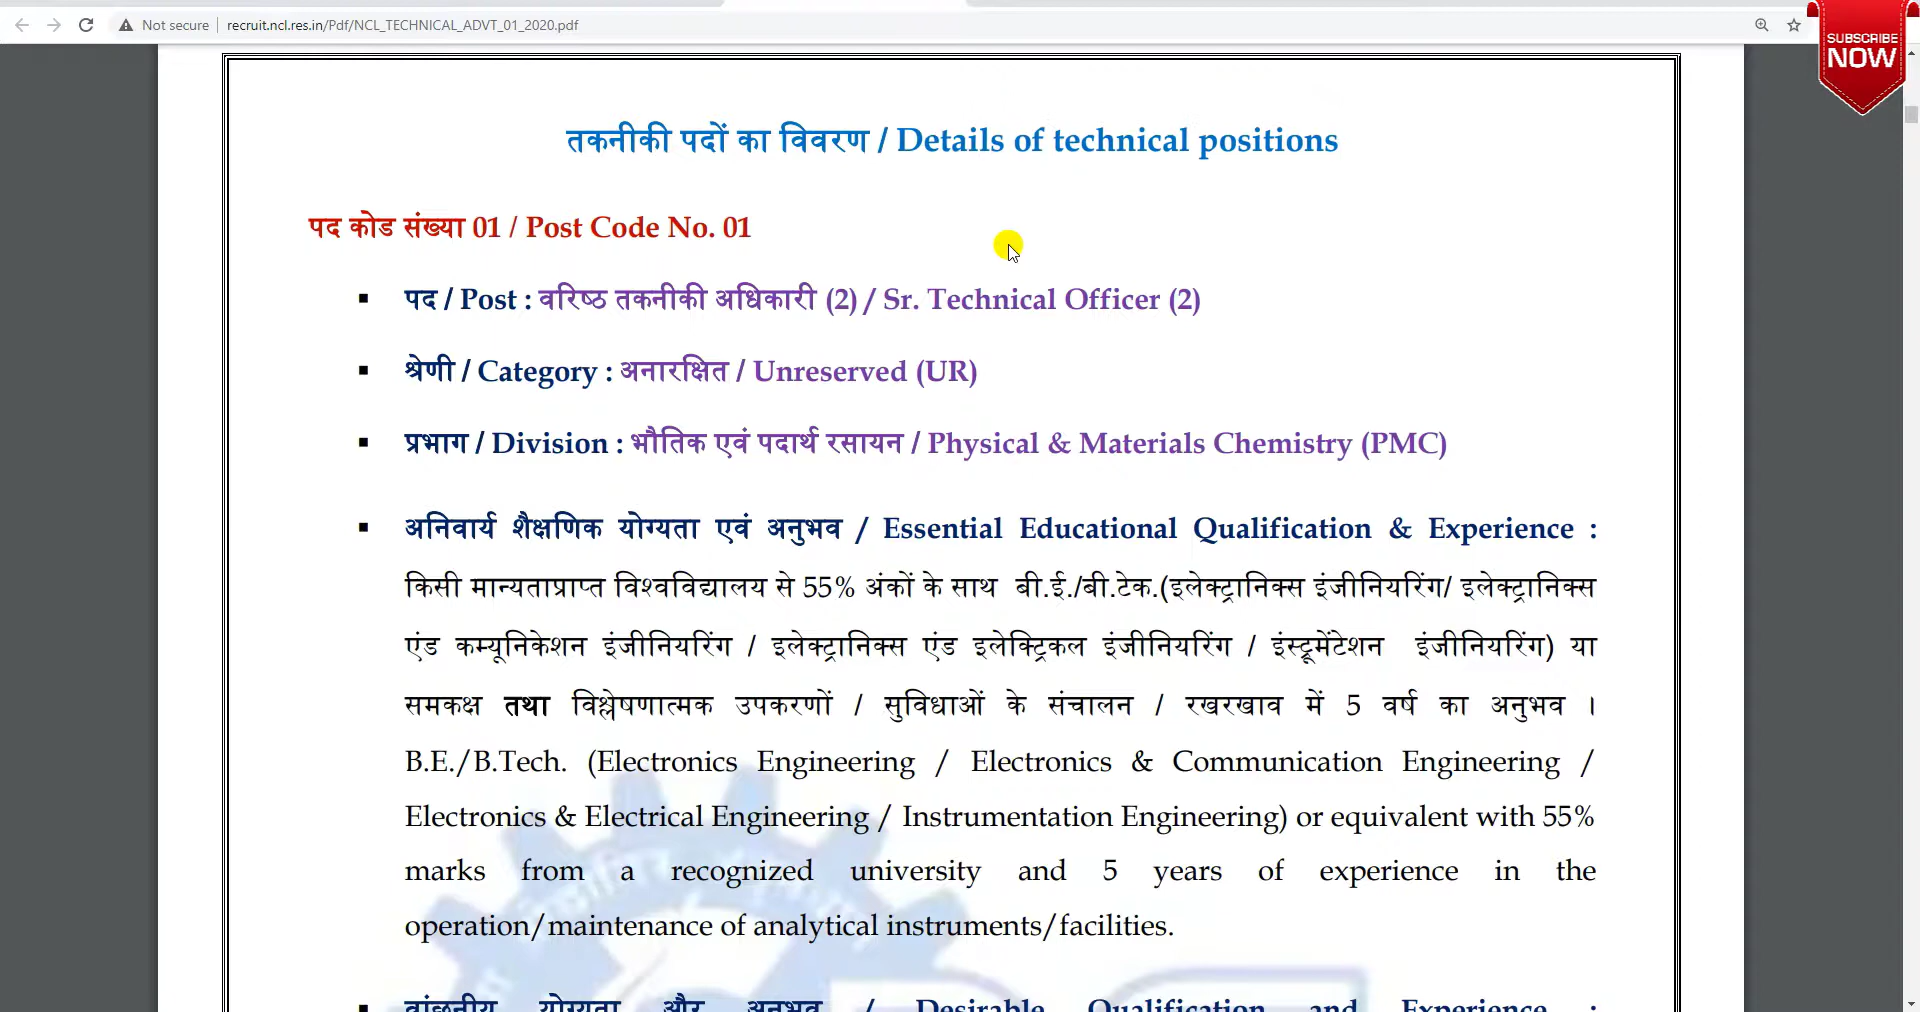 Not secure recruit.ncl.res.in/Pdf/NCL_TECHNICAL_ADVT_01_2020.pdf
SUBSCRIBE
NOW
तकनीकी पदों का विवरण / Details of technical positions
पद कोड संख्या 01 / Post Code No. 01
▪ पद / Post : वरिष्ठ तकनीकी अधिकारी (2) / Sr. Technical Officer (2)
▪ श्रेणी / Category : अनारक्षित / Unreserved (UR)
▪ प्रभाग / Division : भौतिक एवं पदार्थ रसायन / Physical & Materials Chemistry (PMC)
▪ अनिवार्य शैक्षणिक योग्यता एवं अनुभव / Essential Educational Qualification & Experience :
किसी मान्यताप्राप्त विश्वविद्यालय से 55% अंकों के साथ बी.ई./बी.टेक.(इलेक्ट्रानिक्स इंजीनियरिंग/ इलेक्ट्रानिक्स
एंड कम्यूनिकेशन इंजीनियरिंग / इलेक्ट्रानिक्स एंड इलेक्ट्रिकल इंजीनियरिंग / इंस्ट्रूमेंटेशन इंजीनियरिंग) या
समकक्ष तथा विश्लेषणात्मक उपकरणों / सुविधाओं के संचालन / रखरखाव में 5 वर्ष का अनुभव ।
B.E./B.Tech. (Electronics Engineering / Electronics & Communication Engineering /
Electronics & Electrical Engineering / Instrumentation Engineering) or equivalent with 55%
marks from a recognized university and 5 years of experience in the
operation/maintenance of analytical instruments/facilities.
▪ वांछनीय योग्यता और अनुभव / Desirable Qualification and Experience :